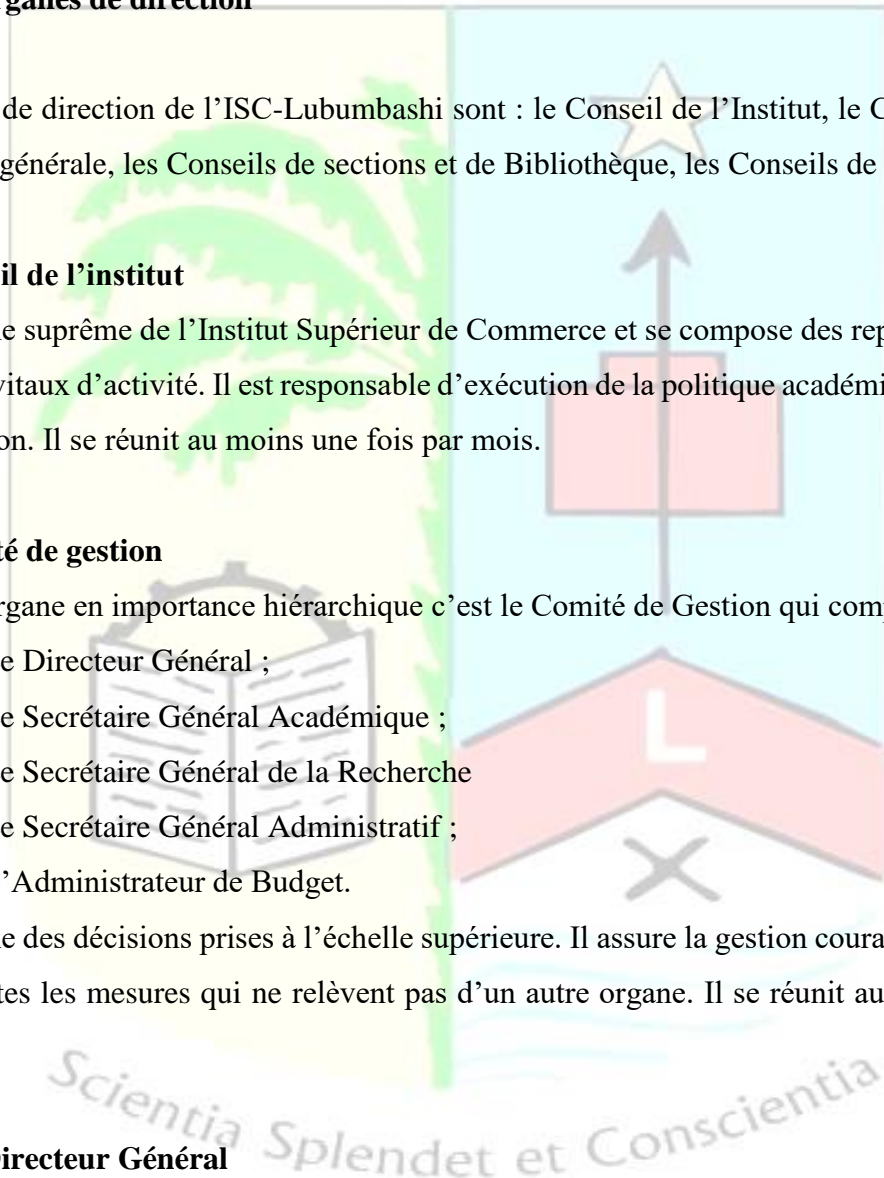 organes de direction
de direction de l’ISC-Lubumbashi sont : le Conseil de l’Institut, le C
générale, les Conseils de sections et de Bibliothèque, les Conseils de
il de l’institut
e suprême de l’Institut Supérieur de Commerce et se compose des rep
vitaux d’activité. Il est responsable d’exécution de la politique académi
on. Il se réunit au moins une fois par mois.
té de gestion
rgane en importance hiérarchique c’est le Comité de Gestion qui comp
e Directeur Général ;
e Secrétaire Général Académique ;
e Secrétaire Général de la Recherche
e Secrétaire Général Administratif ;
’Administrateur de Budget.
e des décisions prises à l’échelle supérieure. Il assure la gestion coura
tes les mesures qui ne relèvent pas d’un autre organe. Il se réunit au
Scientia Splendet et Conscientia
Directeur Général
L